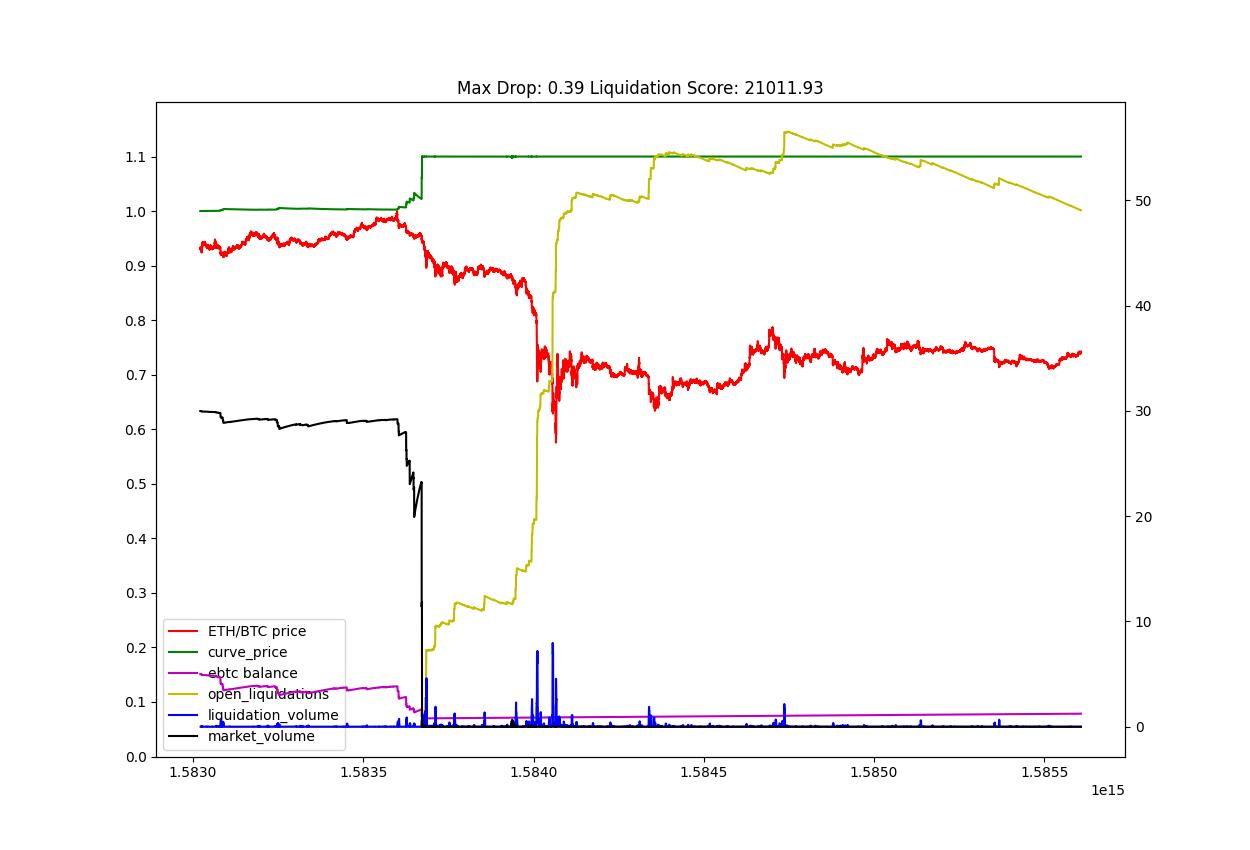 Max Drop: 0.39 Liquidation Score: 21011.93
1.1
1.0
0.9
0.8
0.7
0.6
0.5
0.4
0.3
0.2
0.1
0.0
50
40
30
20
10
0
ETH/BTC price
curve_price
ebtc balance
open_liquidations
liquidation_volume
market_volume
1.5830 1.5835 1.5840 1.5845 1.5850 1.5855
1e15